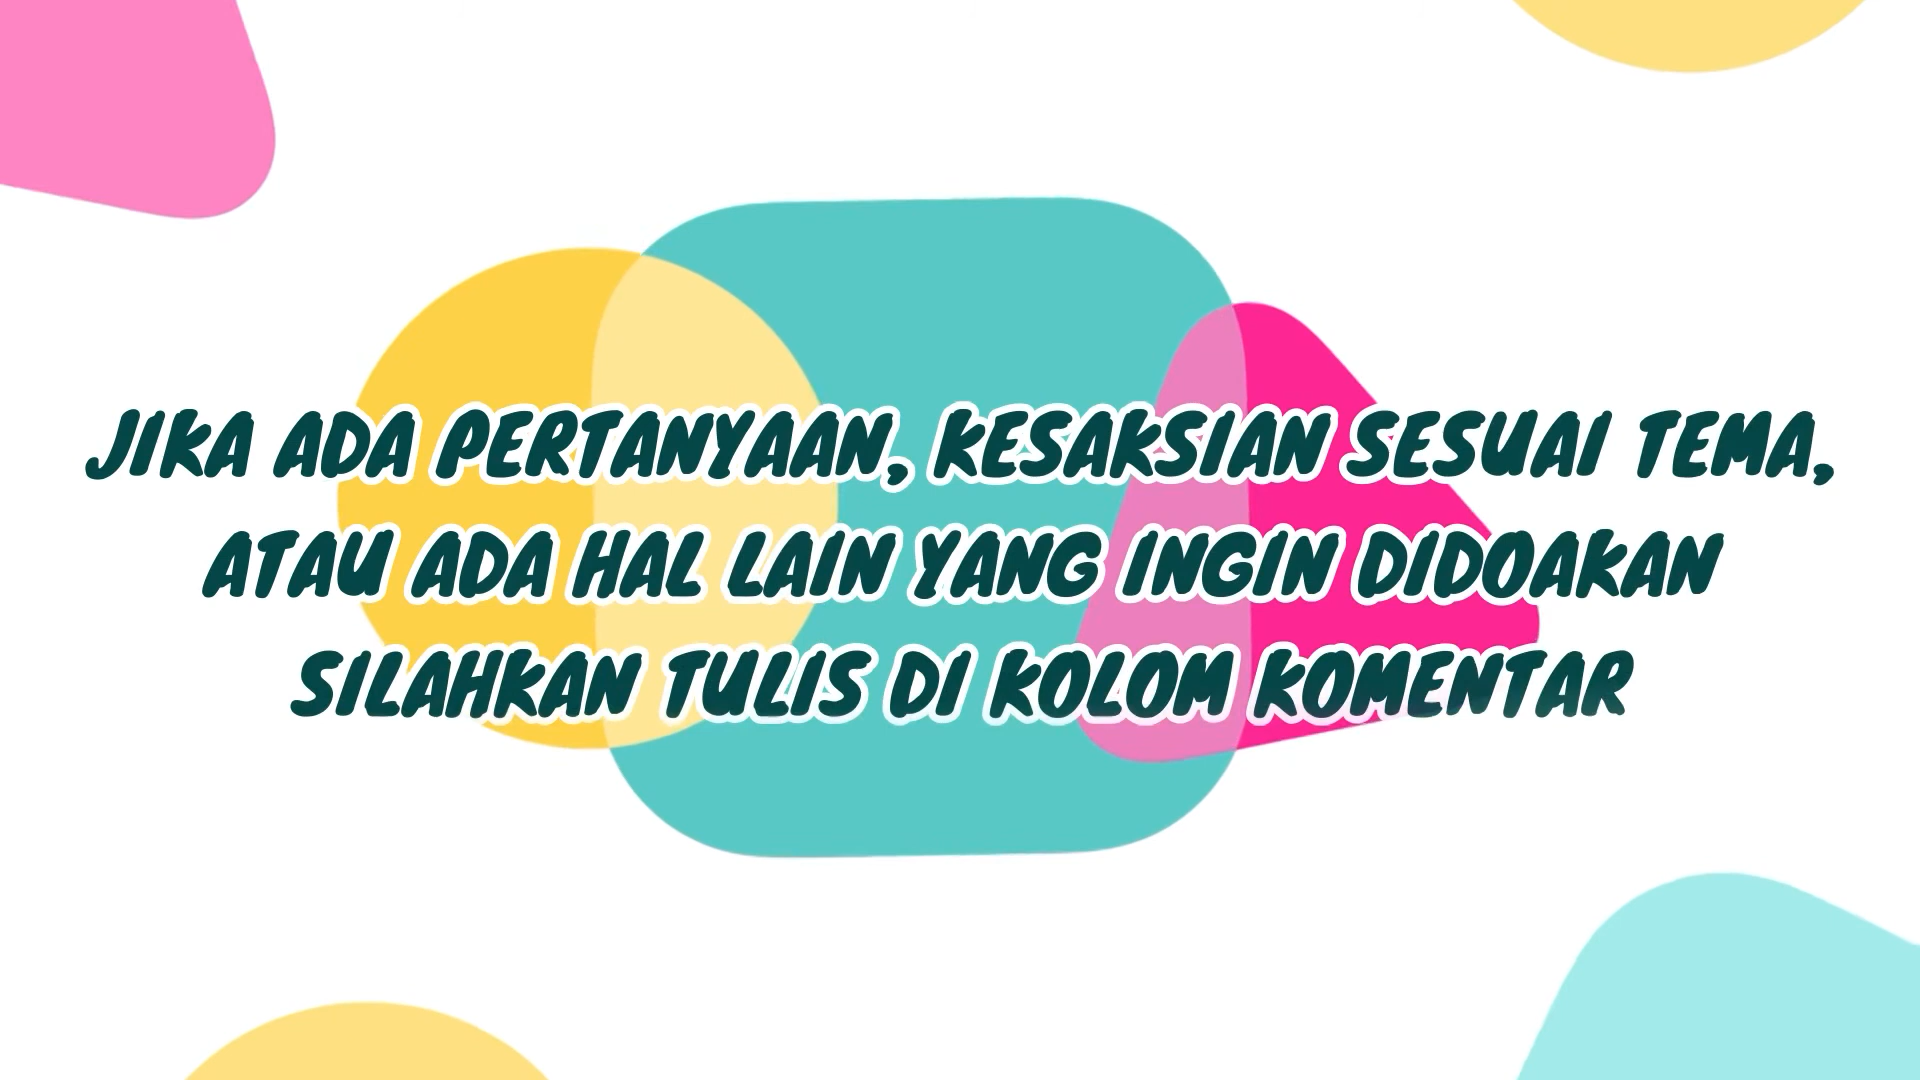 JIKA ADA PERTANYAAN, KESAKSIAN SESUAI TEMA,
ATAU ADA HAL LAIN YANG INGIN DIDOAKAN
SILAHKAN TULIS DI KOLOM KOMENTAR